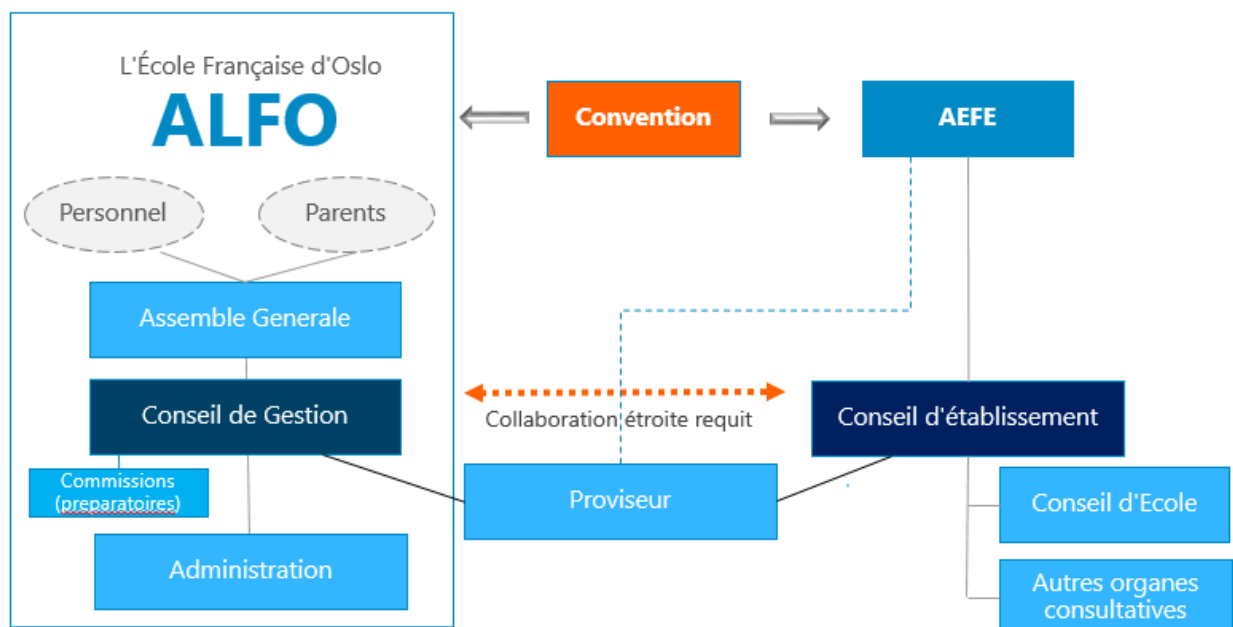 L'École Française d'Oslo
ALFO
Convention
AEFE
Personnel
Parents
Assemble Generale
Conseil de Gestion
Collaboration étroite requit
Conseil d'établissement
Commissions
(preparatoires)
Proviseur
Conseil d'Ecole
Administration
Autres organes
consultatives